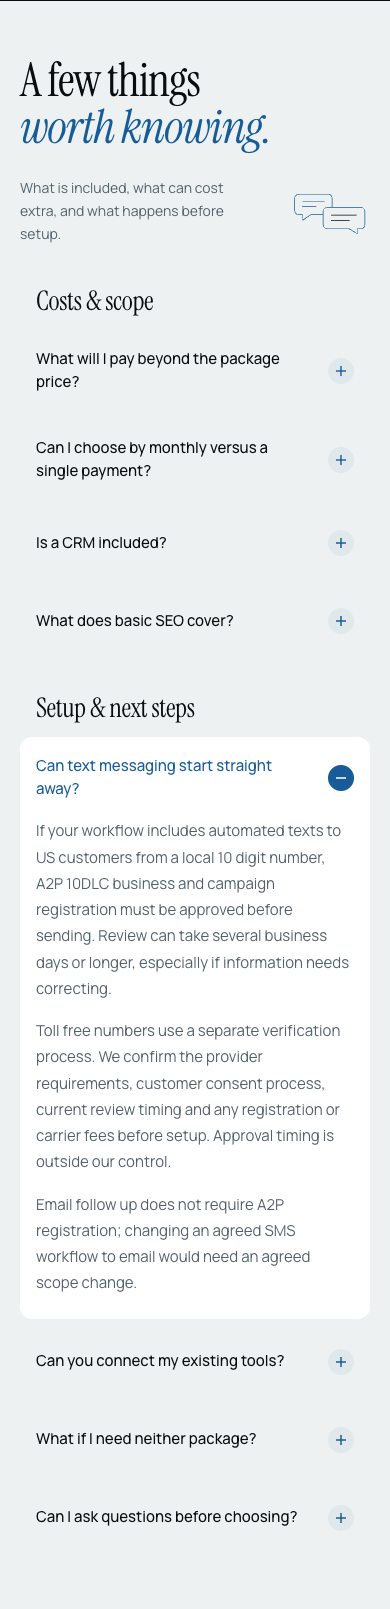 A few things
worth knowing.
What is included, what can cost
extra, and what happens before
setup.
Costs & scope
What will I pay beyond the package
price?
Can I choose by monthly versus a
single payment?
Is a CRM included?
What does basic SEO cover?
Setup & next steps
Can text messaging start straight
away?
If your workflow includes automated texts to
US customers from a local 10 digit number,
A2P 10DLC business and campaign
registration must be approved before
sending. Review can take several business
days or longer, especially if information needs
correcting.
Toll free numbers use a separate verification
process. We confirm the provider
requirements, customer consent process,
current review timing and any registration or
carrier fees before setup. Approval timing is
outside our control.
Email follow up does not require A2P
registration; changing an agreed SMS
workflow to email would need an agreed
scope change.
Can you connect my existing tools?
What if I need neither package?
Can I ask questions before choosing?